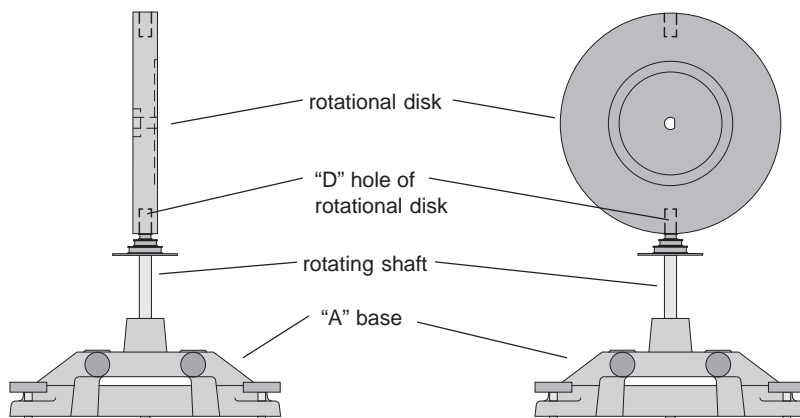 rotational disk
“D” hole of
rotational disk
rotating shaft
“A” base